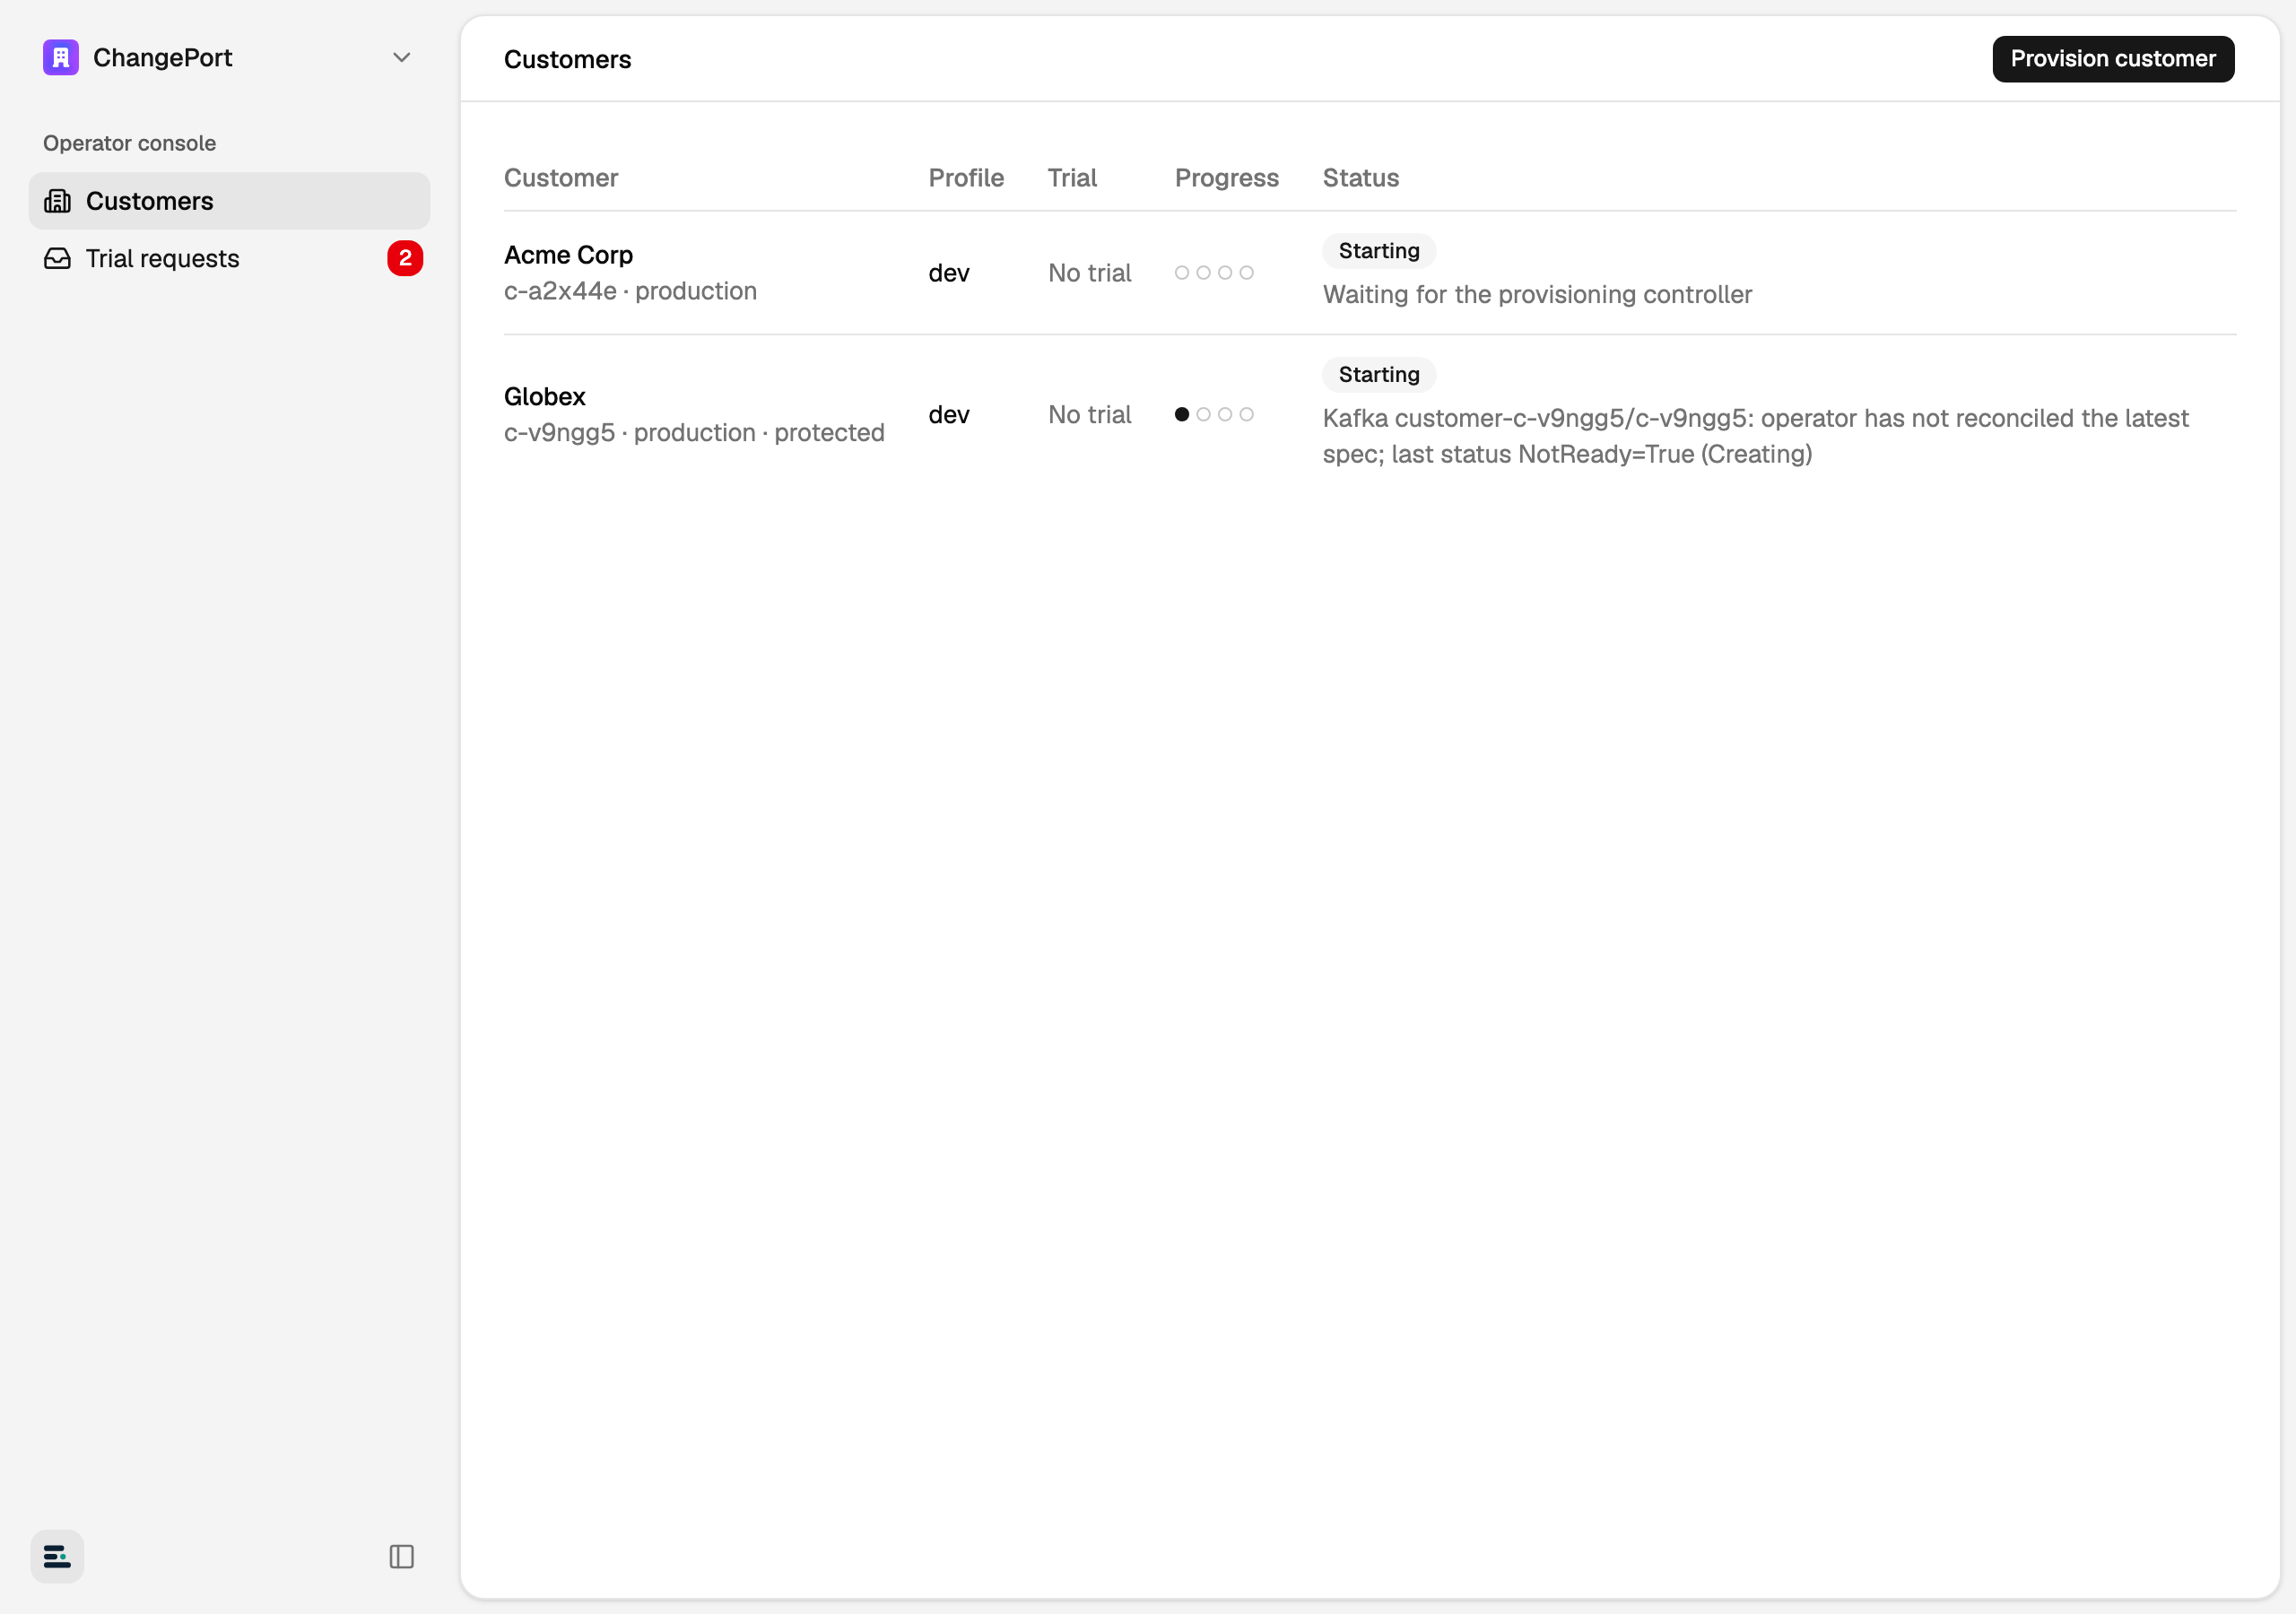 ChangePort
Operator console
Customers
Trial requests
2
Customers
Provision customer
Customer
Profile
Trial
Progress
Status
Acme Corp
c-a2x44e · production
dev
No trial
Starting
Waiting for the provisioning controller
Globex
c-v9ngg5 · production · protected
dev
No trial
Starting
Kafka customer-c-v9ngg5/c-v9ngg5: operator has not reconciled the latest
spec; last status NotReady=True (Creating)